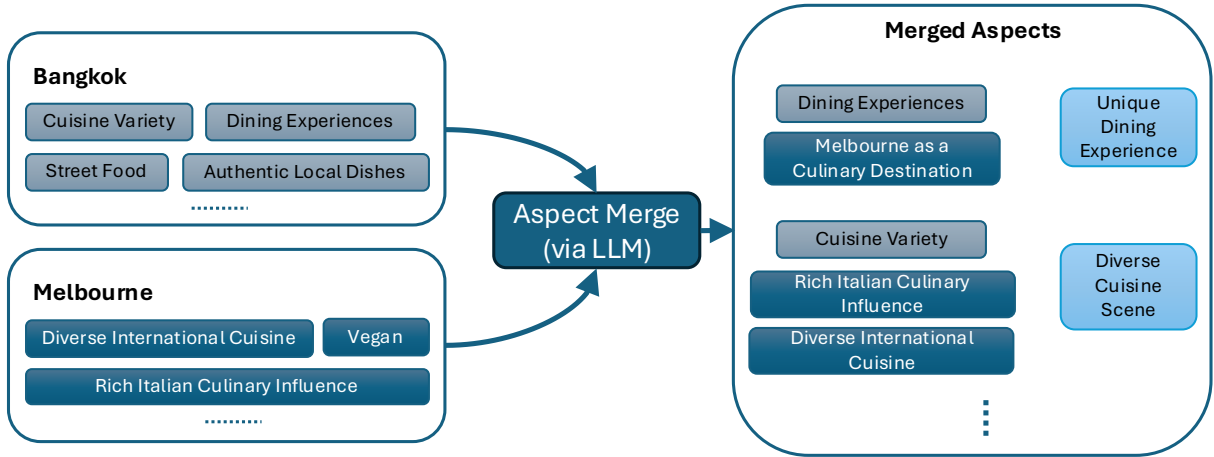 Bangkok
Cuisine Variety
Dining Experiences
Street Food
Authentic Local Dishes
..........
Melbourne
Diverse International Cuisine
Vegan
Rich Italian Culinary Influence
..........
Aspect Merge
(via LLM)
Merged Aspects
Dining Experiences
Melbourne as a
Culinary Destination
Unique
Dining
Experience
Cuisine Variety
Rich Italian Culinary
Influence
Diverse International
Cuisine
Diverse
Cuisine
Scene